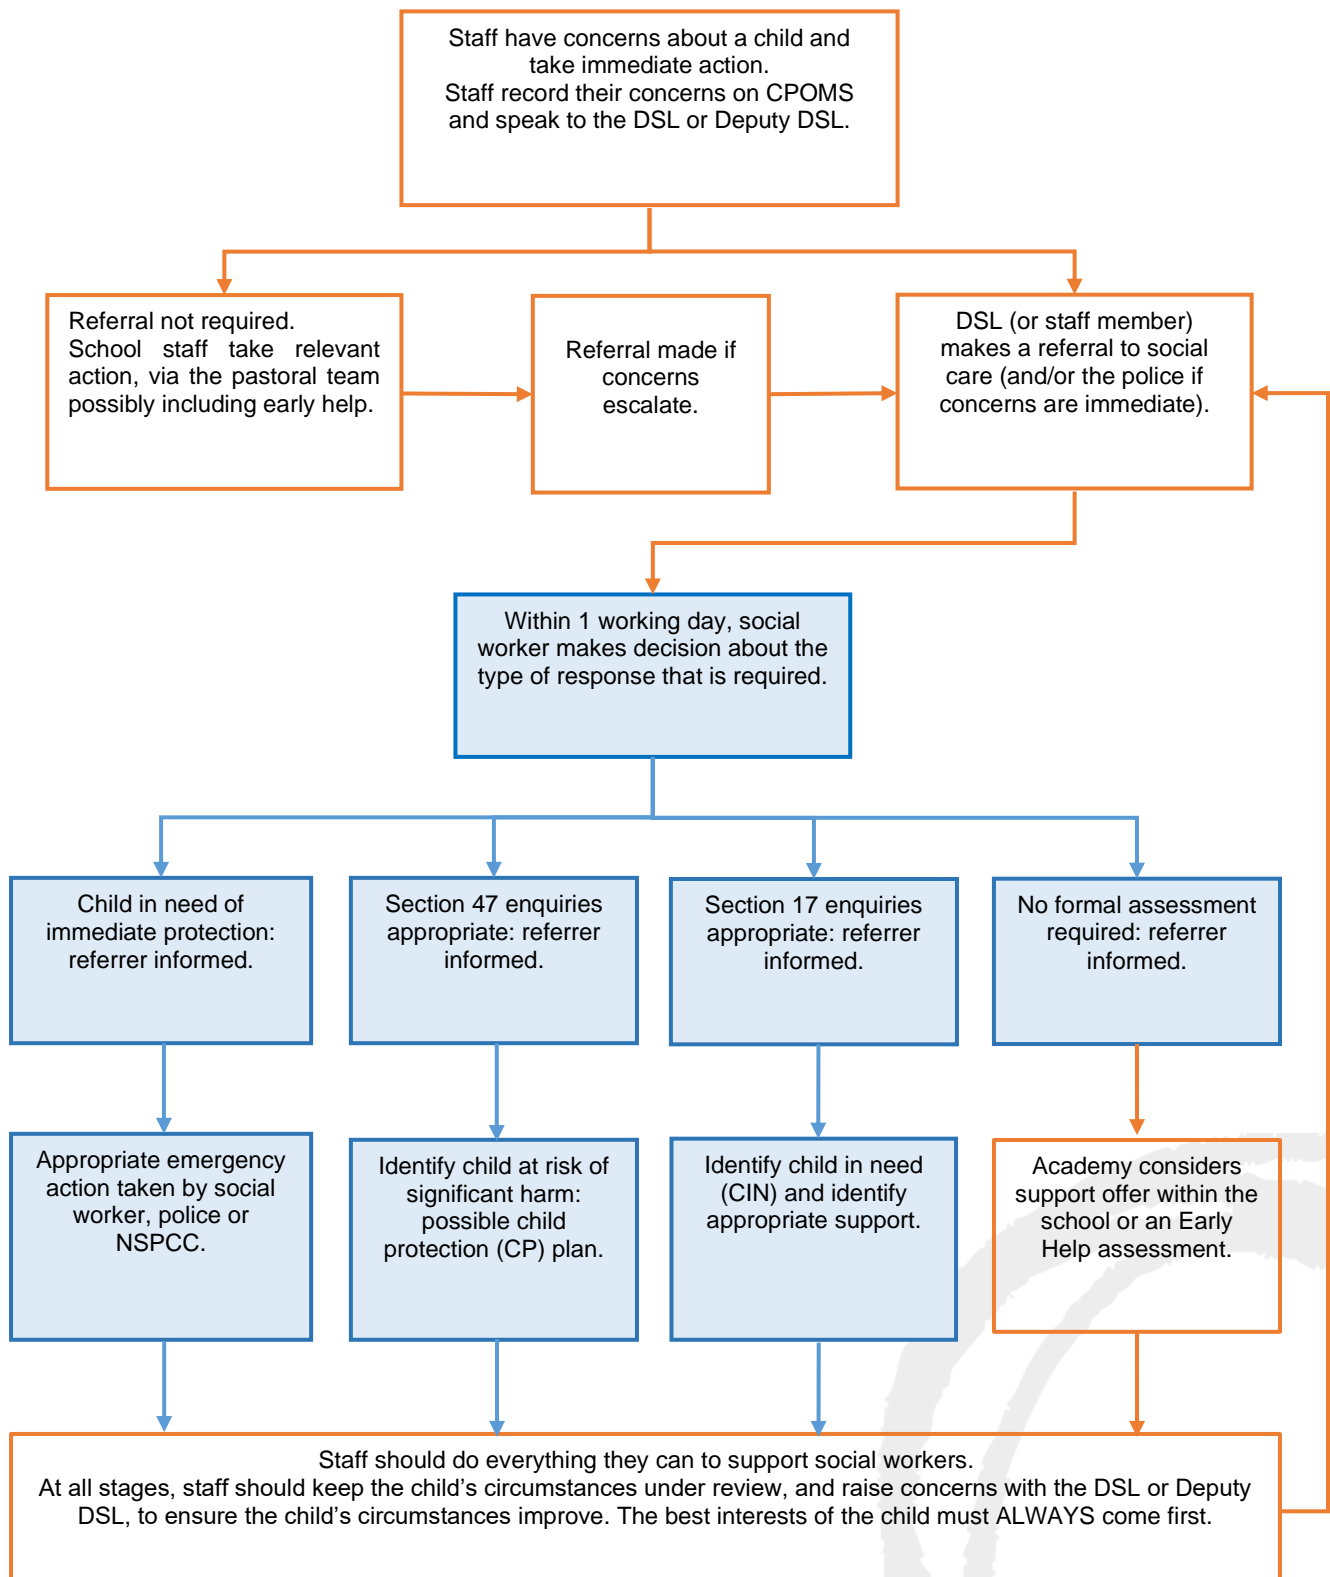 Staff have concerns about a child and
take immediate action.
Staff record their concerns on CPOMS
and speak to the DSL or Deputy DSL.
Referral not required.
School staff take relevant
action, via the pastoral team
possibly including early help.
Referral made if
concerns
escalate.
DSL (or staff member)
makes a referral to social
care (and/or the police if
concerns are immediate).
Within 1 working day, social
worker makes decision about the
type of response that is required.
Child in need of
immediate protection:
referrer informed.
Section 47 enquiries
appropriate: referrer
informed.
Section 17 enquiries
appropriate: referrer
informed.
No formal assessment
required: referrer
informed.
Appropriate emergency
action taken by social
worker, police or
NSPCC.
Identify child at risk of
significant harm:
possible child
protection (CP) plan.
Identify child in need
(CIN) and identify
appropriate support.
Academy considers
support offer within the
school or an Early
Help assessment.
Staff should do everything they can to support social workers.
At all stages, staff should keep the child’s circumstances under review, and raise concerns with the DSL or Deputy
DSL, to ensure the child’s circumstances improve. The best interests of the child must ALWAYS come first.